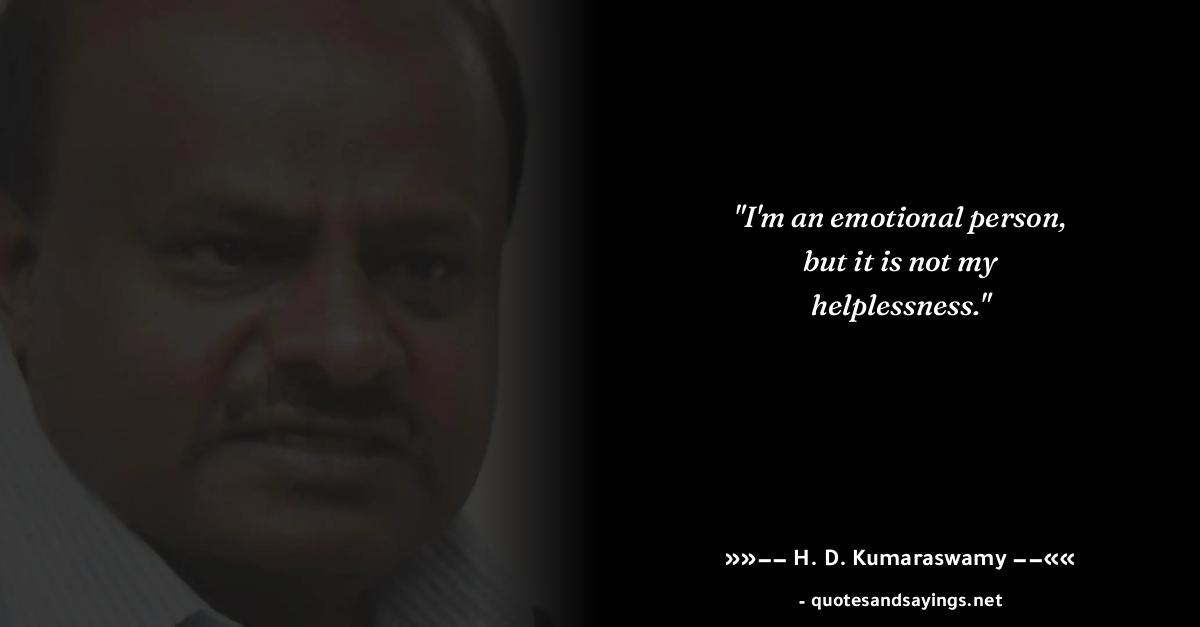 "I'm an emotional person,
but it is not my
helplessness."
»»−− H. D. Kumaraswamy −−««
- quotesandsayings.net